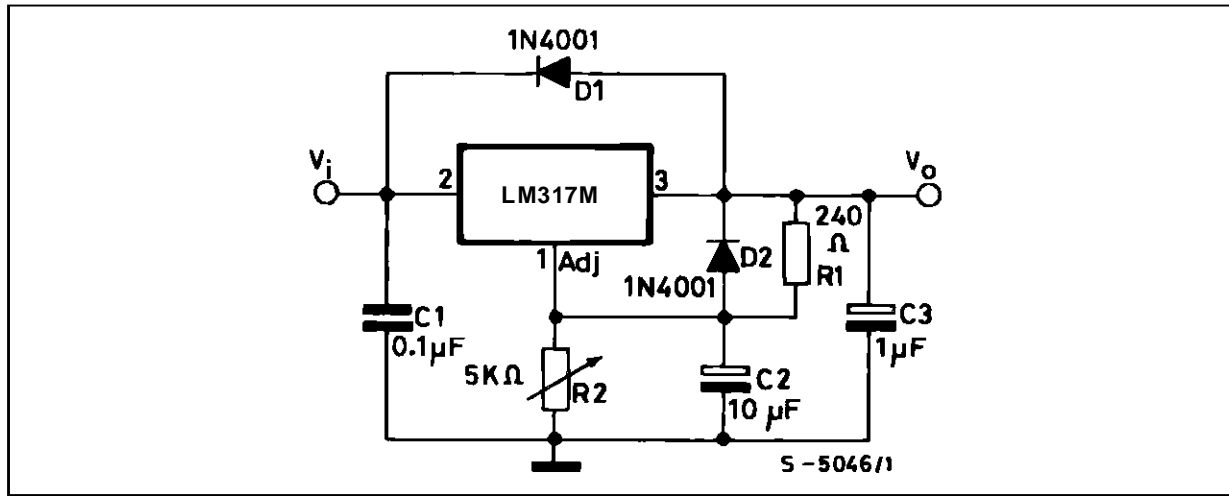 1N4001
D1
Vi
2
LM317M
3
Vo
1 Adj
D2
1N4001
240
Ω
R1
C1
0.1µF
C3
1µF
5KΩ
R2
C2
10 µF
S-5046/1